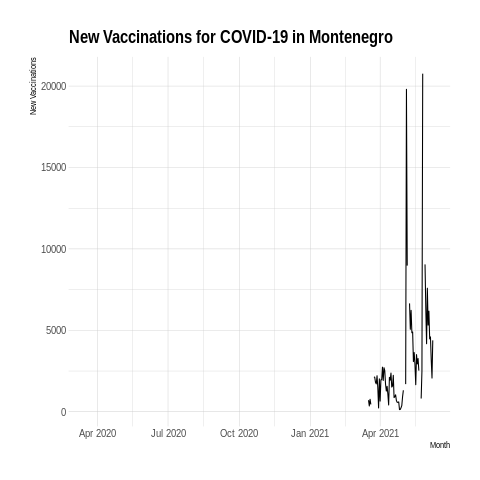 New Vaccinations for COVID-19 in Montenegro
New Vaccinations
20000
15000
10000
5000
0
Apr 2020 Jul 2020 Oct 2020 Jan 2021 Apr 2021
Month